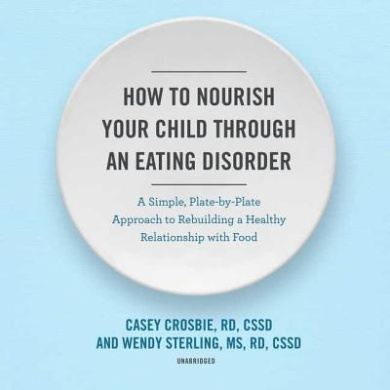 HOW TO NOURISH
YOUR CHILD THROUGH
AN EATING DISORDER
A Simple, Plate-by-Plate
Approach to Rebuilding a Healthy
Relationship with Food
CASEY CROSBIE, RD, CSSD
AND WENDY STERLING, MS, RD, CSSD
UNABRIDGED